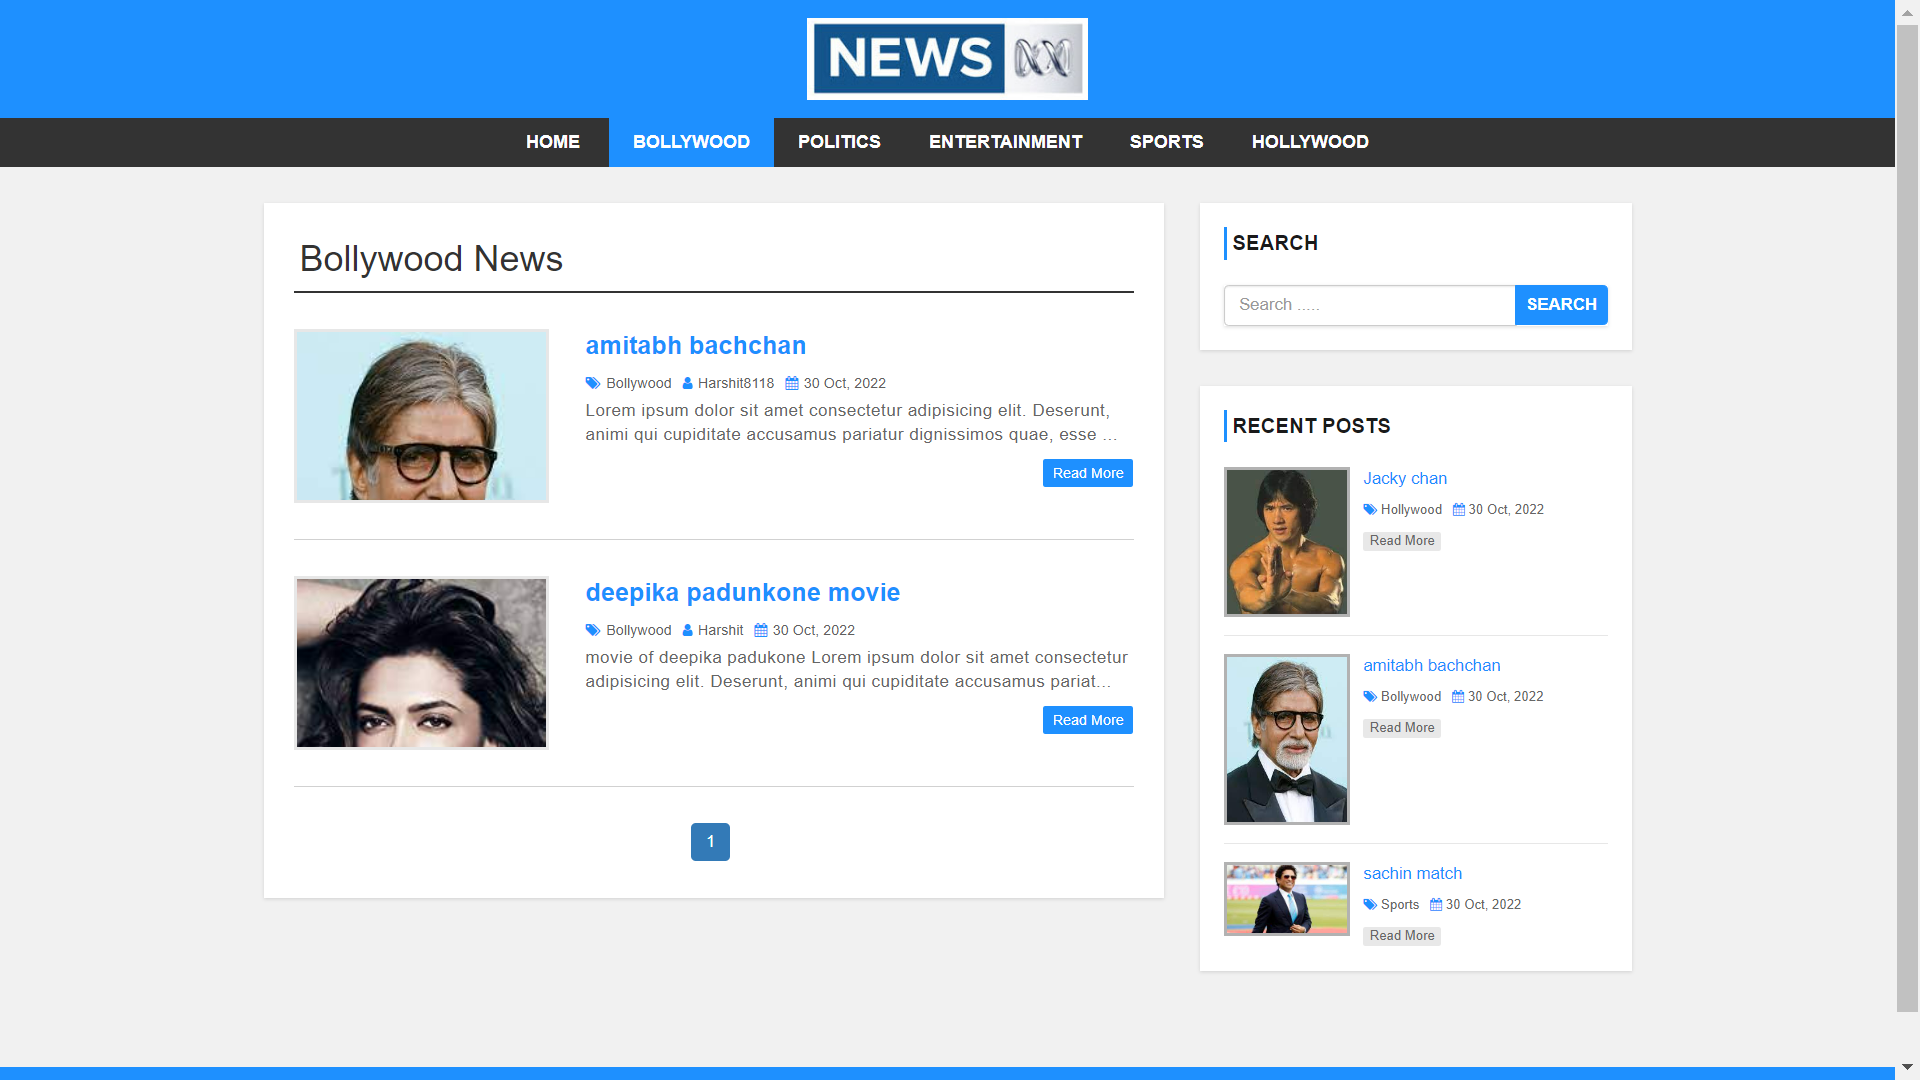 NEWS
HOME BOLLYWOOD POLITICS ENTERTAINMENT SPORTS HOLLYWOOD
Bollywood News
amitabh bachchan
Bollywood Harshit8118 30 Oct, 2022
Lorem ipsum dolor sit amet consectetur adipisicing elit. Deserunt,
animi qui cupiditate accusamus pariatur dignissimos quae, esse ...
Read More
deepika padunkone movie
Bollywood Harshit 30 Oct, 2022
movie of deepika padukone Lorem ipsum dolor sit amet consectetur
adipisicing elit. Deserunt, animi qui cupiditate accusamus pariat...
Read More
1
SEARCH
Search ..... SEARCH
RECENT POSTS
Jacky chan
Hollywood 30 Oct, 2022
Read More
amitabh bachchan
Bollywood 30 Oct, 2022
Read More
sachin match
Sports 30 Oct, 2022
Read More